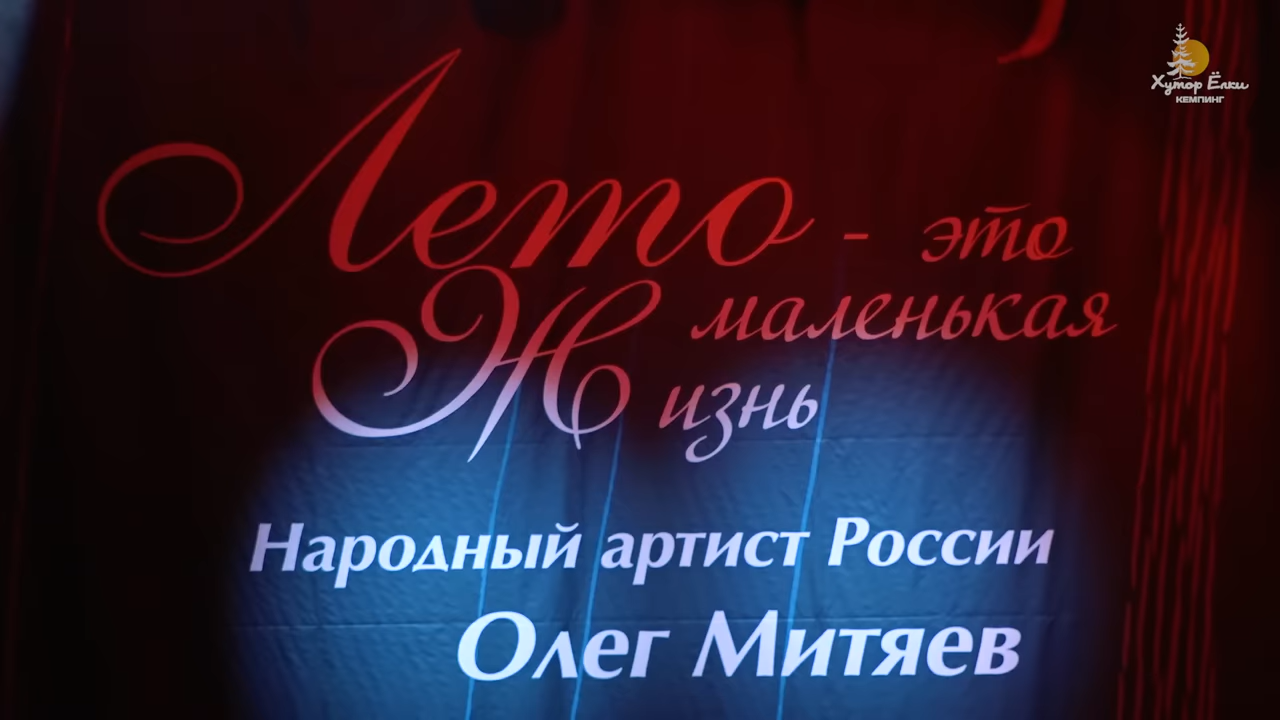 Хутор Ёлки
КЕМПИНГ
Лето - это
маленькая
Жизнь
Народный артист России
Олег Митяев